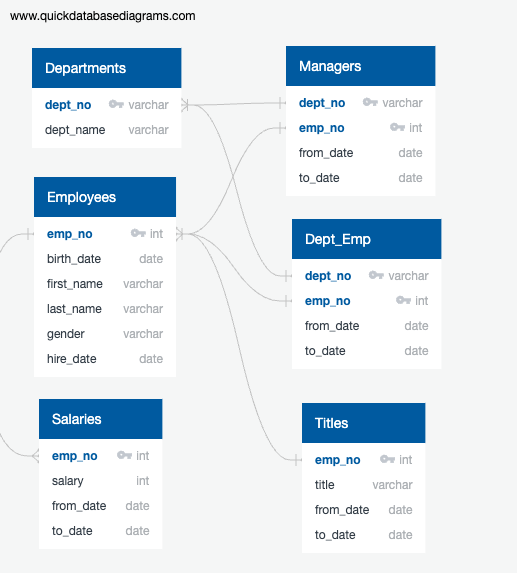 www.quickdatabasediagrams.com
Departments
dept_no varchar
dept_name varchar
Employees
emp_no int
birth_date date
first_name varchar
last_name varchar
gender varchar
hire_date date
Salaries
emp_no int
salary int
from_date date
to_date date
Managers
dept_no varchar
emp_no int
from_date date
to_date date
Dept_Emp
dept_no varchar
emp_no int
from_date date
to_date date
Titles
emp_no int
title varchar
from_date date
to_date date